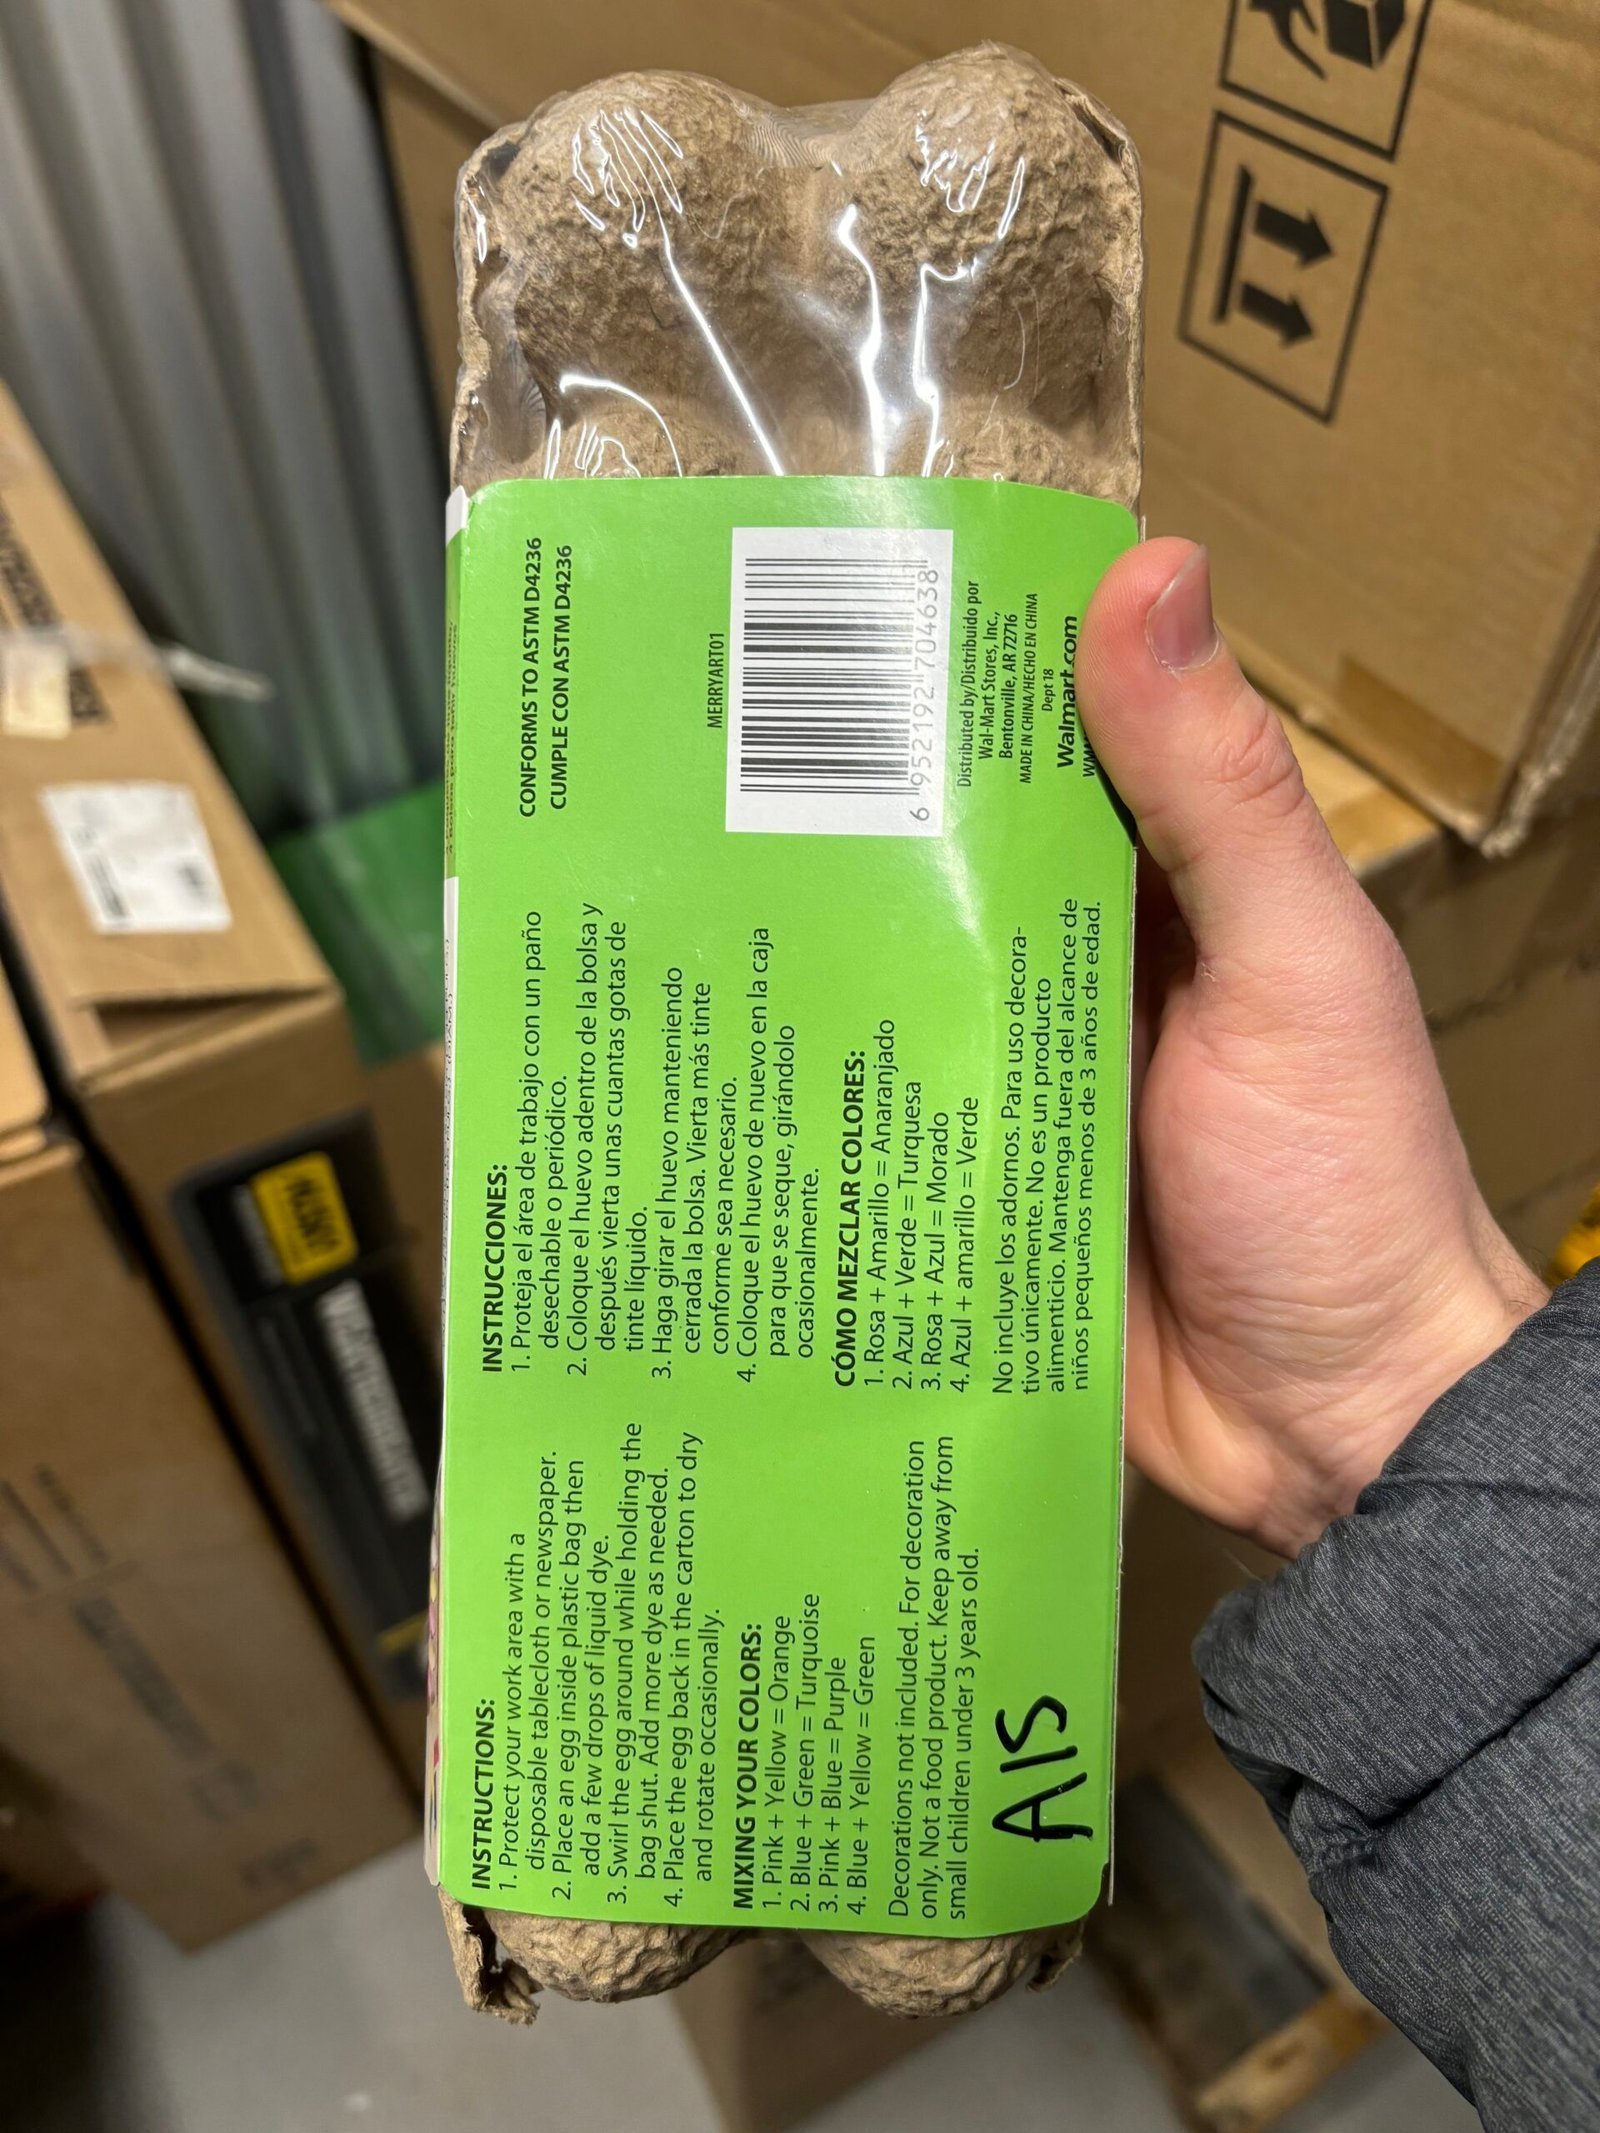 INSTRUCTIONS:
1. Protect your work area with a
disposable tablecloth or newspaper.
2. Place an egg inside plastic bag then
add a few drops of liquid dye.
3. Swirl the egg around while holding the
bag shut. Add more dye as needed.
4. Place the egg back in the carton to dry
and rotate occasionally.
MIXING YOUR COLORS:
1. Pink + Yellow = Orange
2. Blue + Green = Turquoise
3. Pink + Blue = Purple
4. Blue + Yellow = Green
Decorations not included. For decoration
only. Not a food product. Keep away from
small children under 3 years old.
AIS
INSTRUCCIONES:
1. Proteja el área de trabajo con un paño
desechable o periódico.
2. Coloque el huevo adentro de la bolsa y
después vierta unas cuantas gotas de
tinte líquido.
3. Haga girar el huevo manteniendo
cerrada la bolsa. Vierta más tinte
conforme sea necesario.
4. Coloque el huevo de nuevo en la caja
para que se seque, girándolo
ocasionalmente.
CÓMO MEZCLAR COLORES:
1. Rosa + Amarillo = Anaranjado
2. Azul + Verde = Turquesa
3. Rosa + Azul = Morado
4. Azul + amarillo = Verde
No incluye los adornos. Para uso decora-
tivo únicamente. No es un producto
alimenticio. Mantenga fuera del alcance de
niños pequeños menos de 3 años de edad.
CONFORMS TO ASTM D4236
CUMPLE CON ASTM D4236
MERRYART01
6 952192 704638
Distributed by/Distribuido por
Wal-Mart Stores, Inc.,
Bentonville, AR 72716
MADE IN CHINA/HECHO EN CHINA
Dept 18
Walmart.com